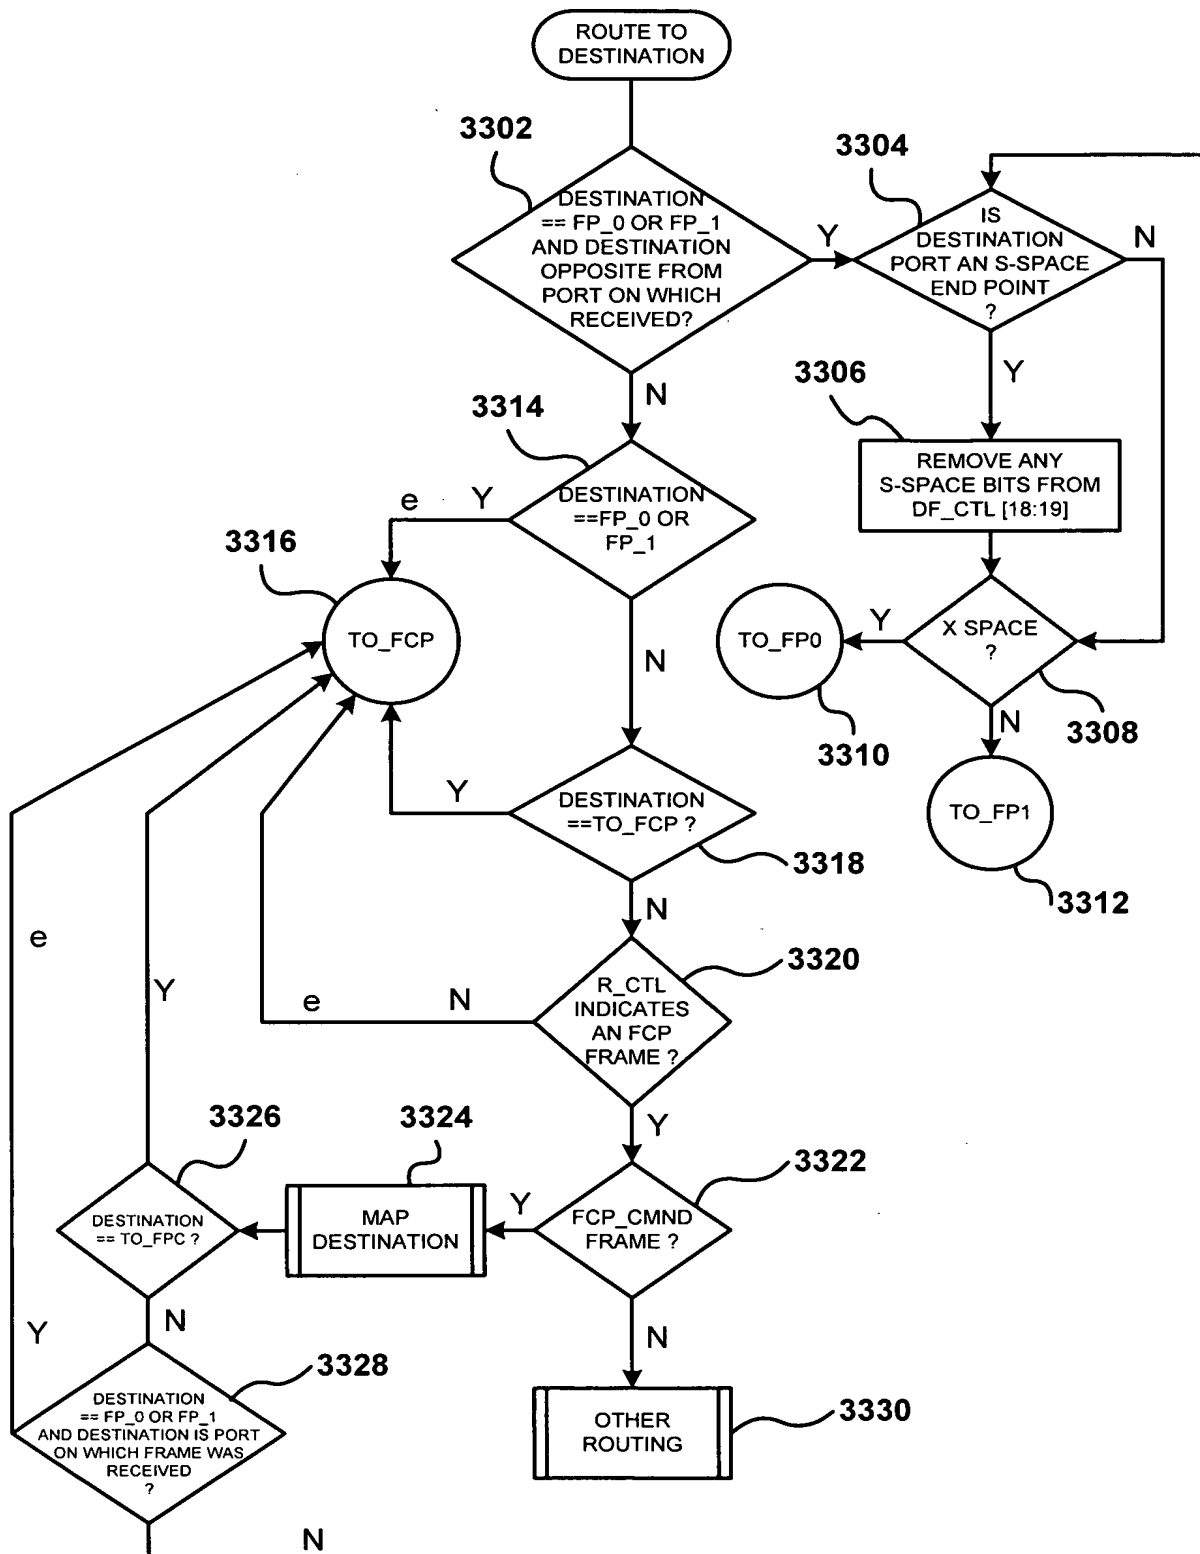 ROUTE TO
DESTINATION
3302
DESTINATION
== FP_0 OR FP_1
AND DESTINATION
OPPOSITE FROM
PORT ON WHICH
RECEIVED?
Y
N
3304
IS
DESTINATION
PORT AN S-SPACE
END POINT
?
N
Y
3306
REMOVE ANY
S-SPACE BITS FROM
DF_CTL [18:19]
3314
DESTINATION
==FP_0 OR
FP_1
Y
e
N
3316
TO_FCP
X SPACE
?
3308
Y
N
TO_FP0
3310
TO_FP1
3312
DESTINATION
==TO_FCP ?
3318
Y
N
R_CTL
INDICATES
AN FCP
FRAME ?
3320
N
e
Y
FCP_CMND
FRAME ?
3322
Y
N
3324
MAP
DESTINATION
3326
DESTINATION
== TO_FPC ?
Y
N
3328
DESTINATION
== FP_0 OR FP_1
AND DESTINATION IS PORT
ON WHICH FRAME WAS
RECEIVED
?
Y
e
N
OTHER
ROUTING
3330